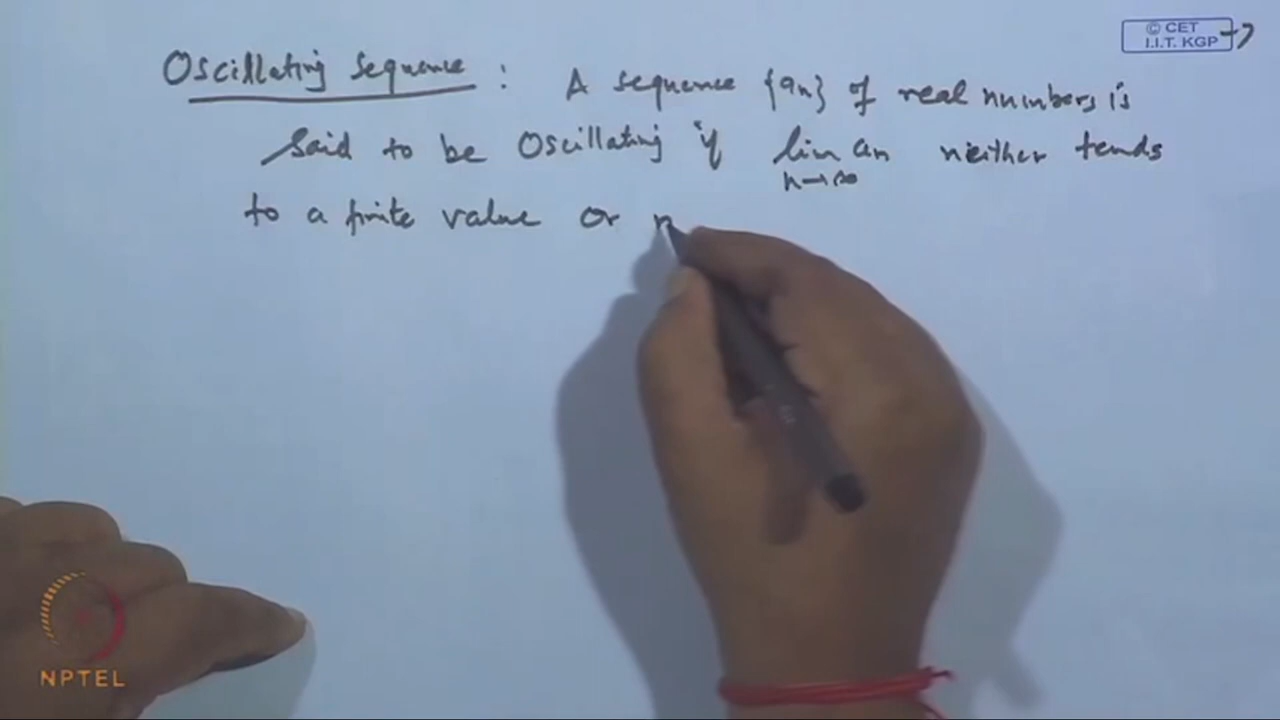 © CET
I.I.T. KGP
Oscillating Sequence : A sequence {an} of real numbers is
said to be Oscillating if lim an neither tends
n→∞
to a finite value or n
NPTEL